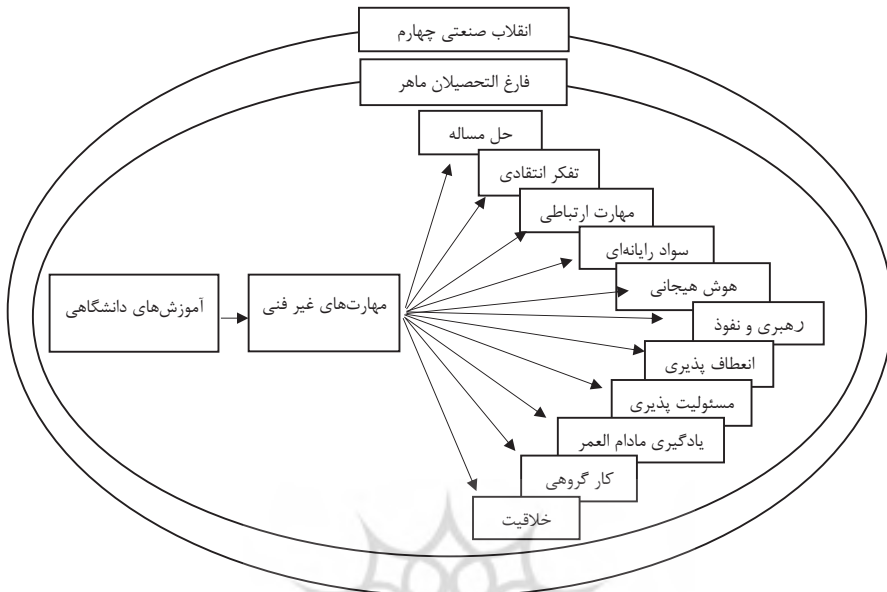 انقلاب صنعتی چهارم
فارغ التحصیلان ماهر
حل مساله
تفکر انتقادی
مهارت ارتباطی
سواد رایانه‌ای
هوش هیجانی
رهبری و نفوذ
انعطاف پذیری
مسئولیت پذیری
یادگیری مادام العمر
کار گروهی
خلاقیت
مهارت‌های غیر فنی
آموزش‌های دانشگاهی